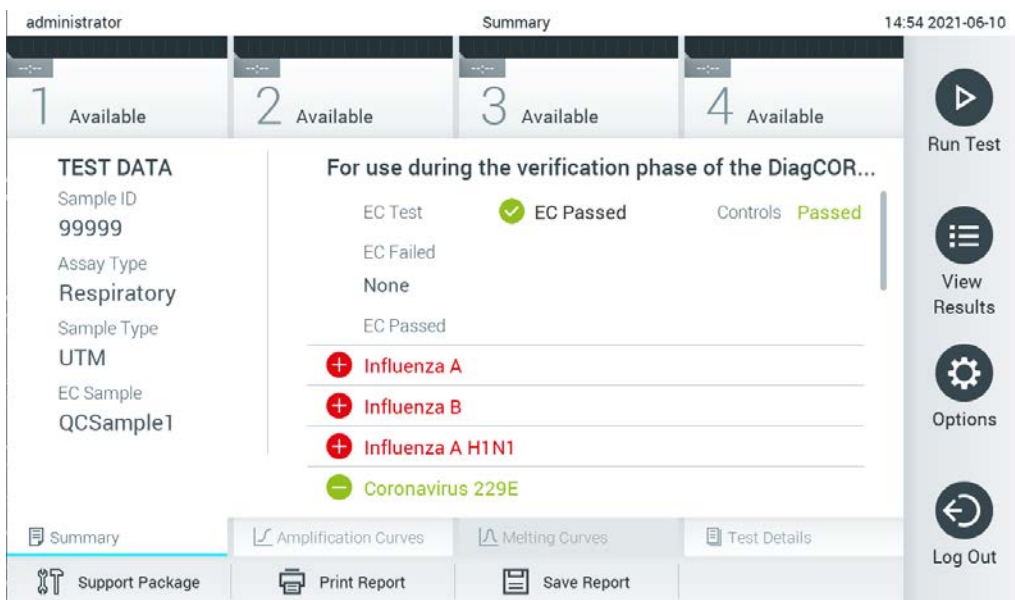 administrator
Summary
14:54 2021-06-10
--:--
1 Available
--:--
2 Available
--:--
3 Available
--:--
4 Available
TEST DATA
Sample ID
99999
Assay Type
Respiratory
Sample Type
UTM
EC Sample
QCSample1
For use during the verification phase of the DiagCOR...
EC Test EC Passed Controls Passed
EC Failed
None
EC Passed
Influenza A
Influenza B
Influenza A H1N1
Coronavirus 229E
Run Test
View
Results
Options
Log Out
Summary
Amplification Curves
Melting Curves
Test Details
Support Package
Print Report
Save Report